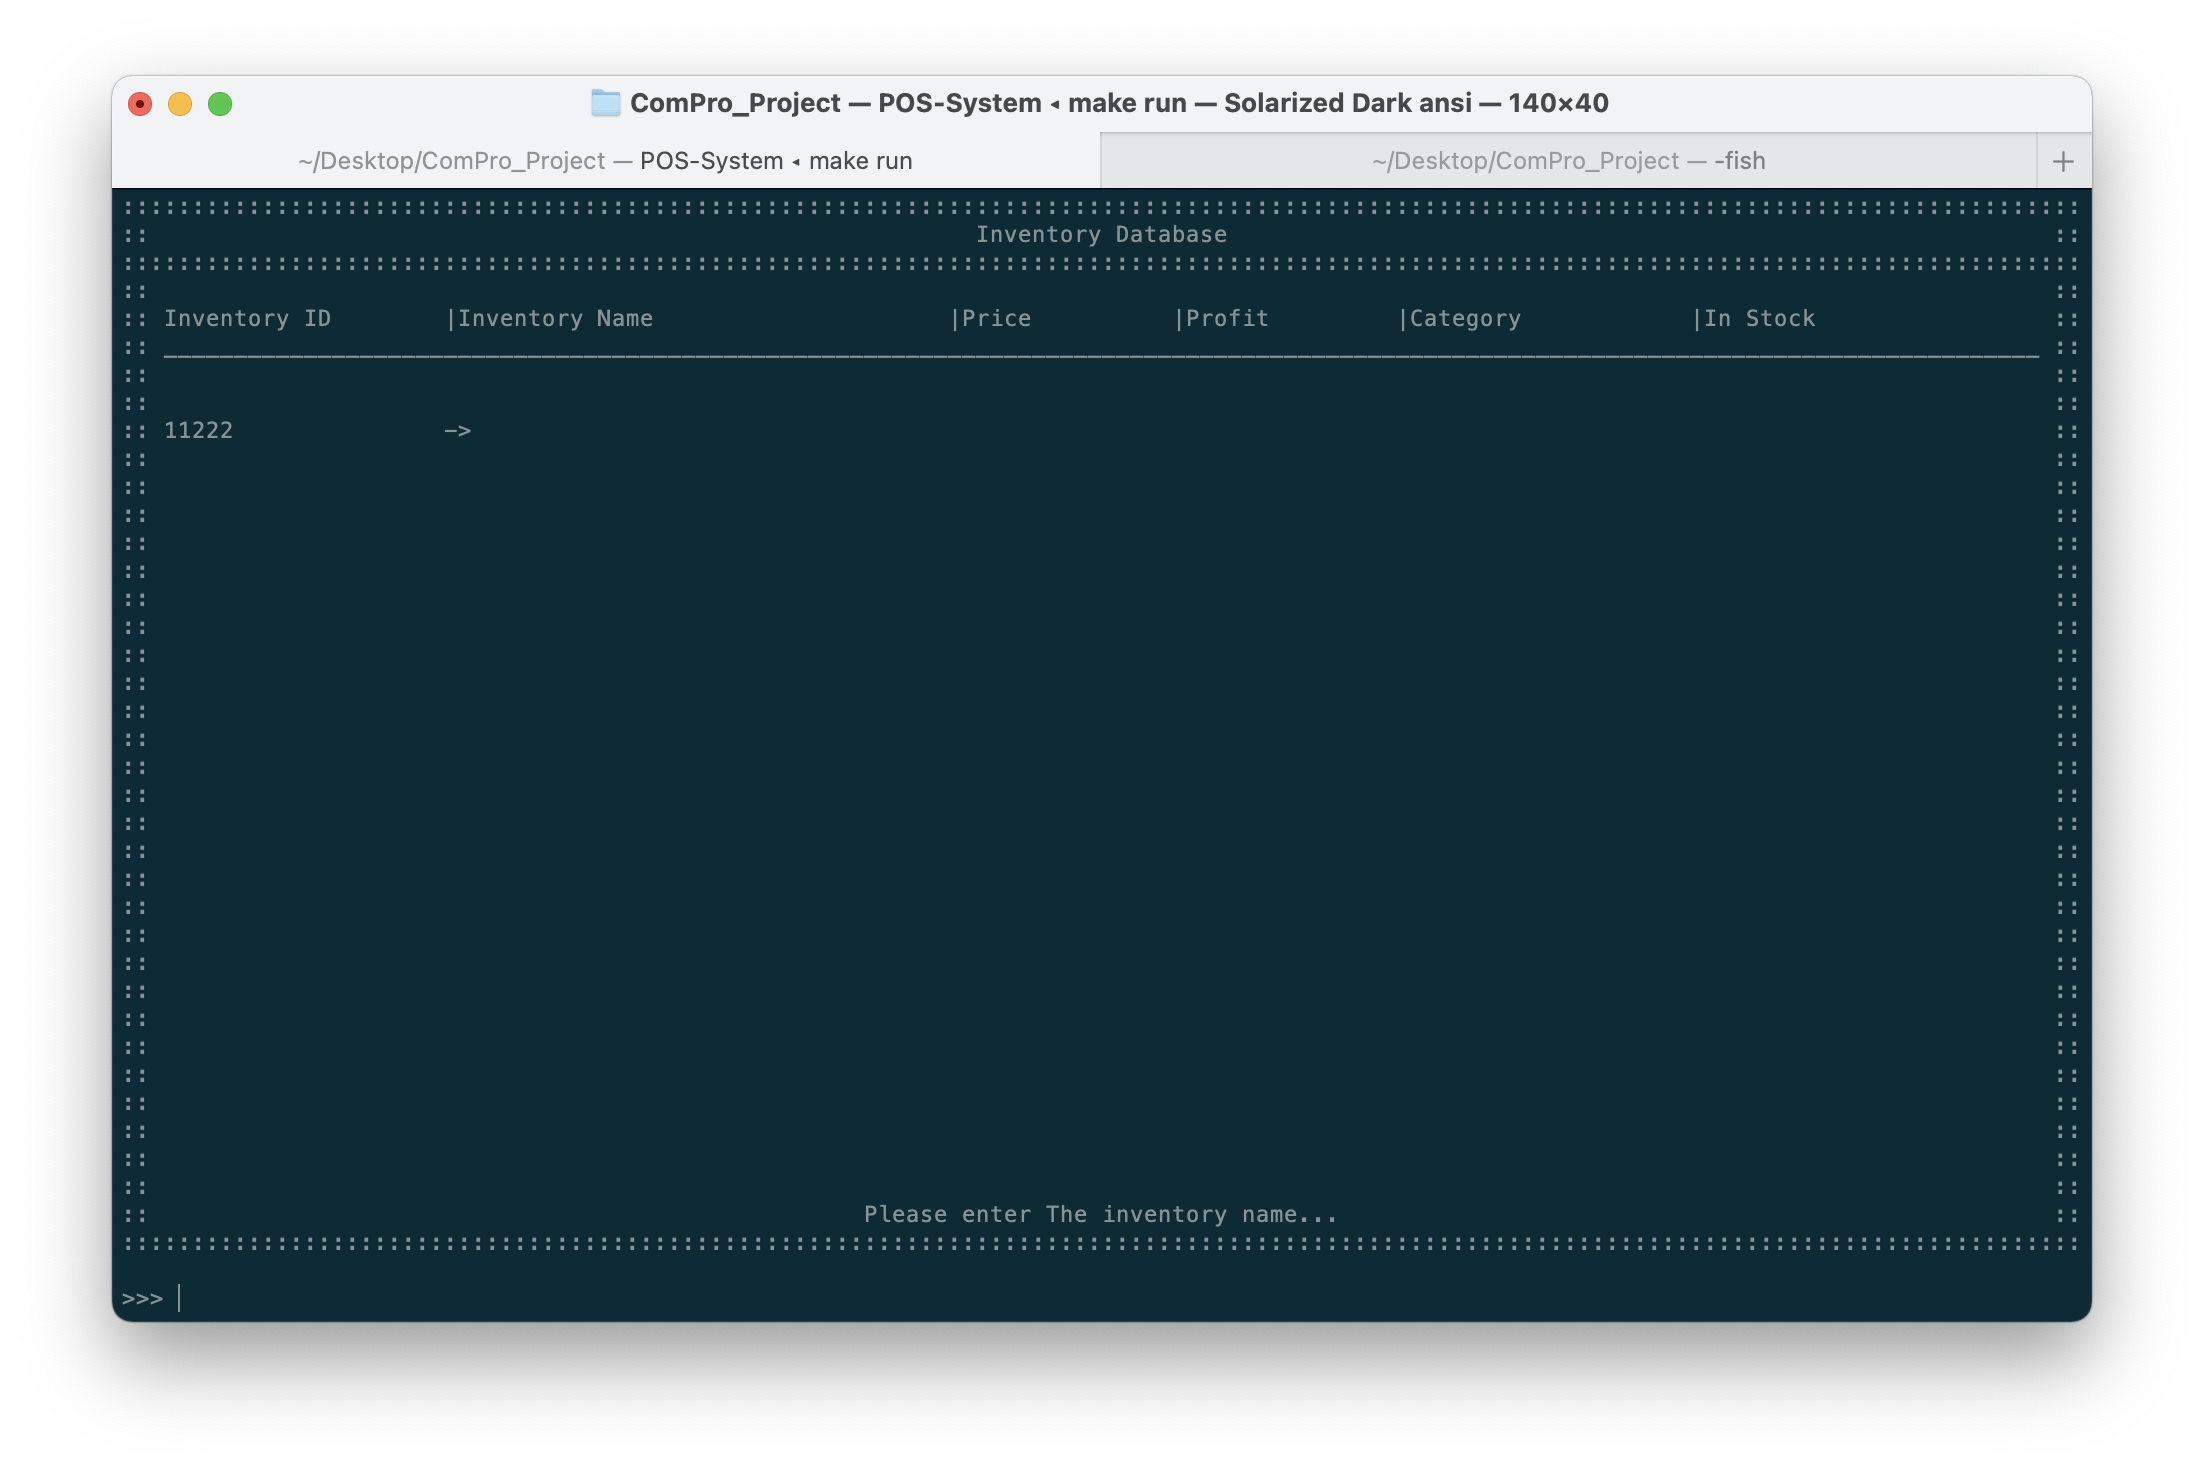 ComPro_Project — POS-System ◂ make run — Solarized Dark ansi — 140×40
~/Desktop/ComPro_Project — POS-System ◂ make run
~/Desktop/ComPro_Project — -fish
Inventory Database
Inventory ID |Inventory Name |Price |Profit |Category |In Stock
11222 ->
Please enter The inventory name...
>>>